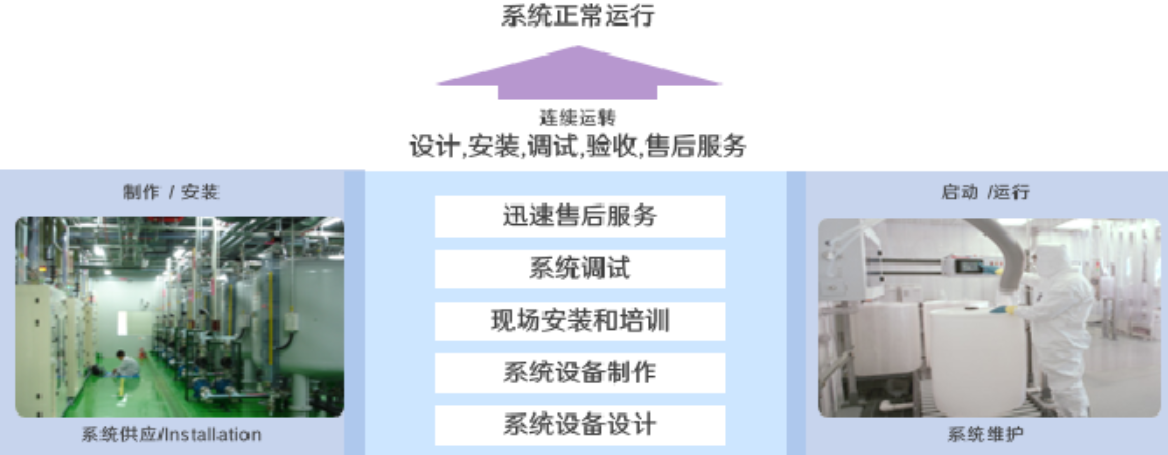 系统正常运行
连续运转
设计,安装,调试,验收,售后服务
制作 / 安装
系统供应/Installation
迅速售后服务
系统调试
现场安装和培训
系统设备制作
系统设备设计
启动 /运行
系统维护